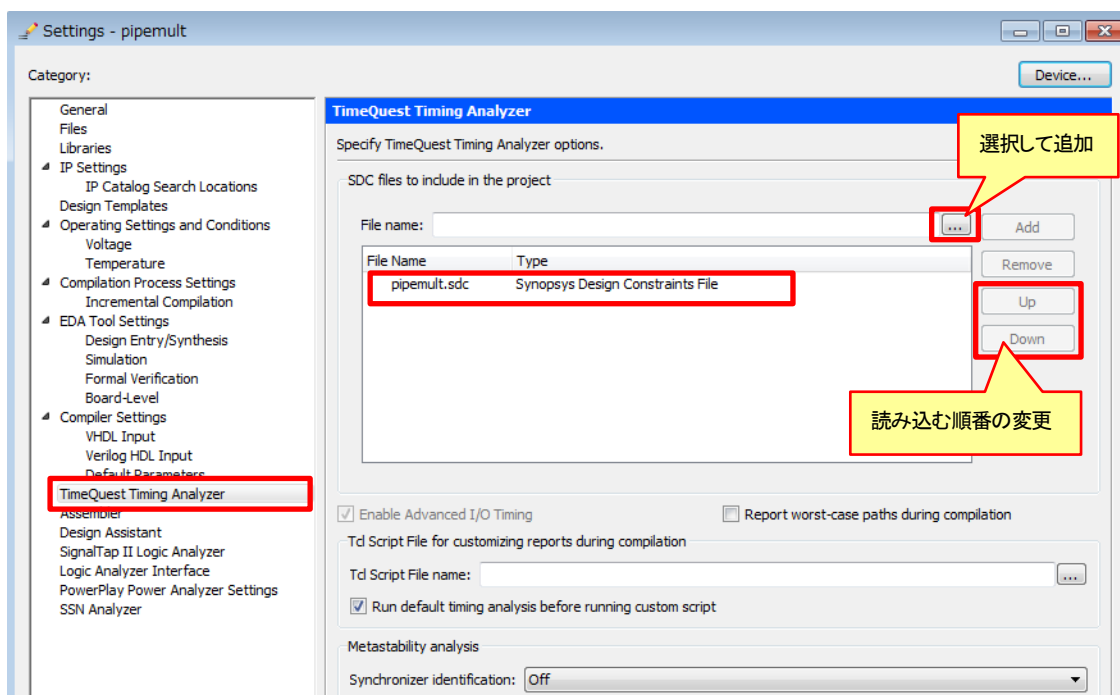 Settings - pipemult
Category:
Device...
General
Files
Libraries
IP Settings
IP Catalog Search Locations
Design Templates
Operating Settings and Conditions
Voltage
Temperature
Compilation Process Settings
Incremental Compilation
EDA Tool Settings
Design Entry/Synthesis
Simulation
Formal Verification
Board-Level
Compiler Settings
VHDL Input
Verilog HDL Input
Default Parameters
TimeQuest Timing Analyzer
Assembler
Design Assistant
SignalTap II Logic Analyzer
Logic Analyzer Interface
PowerPlay Power Analyzer Settings
SSN Analyzer
TimeQuest Timing Analyzer
Specify TimeQuest Timing Analyzer options.
選択して追加
SDC files to include in the project
File name:
...
Add
File Name Type
Remove
pipemult.sdc Synopsys Design Constraints File
Up
Down
読み込む順番の変更
Enable Advanced I/O Timing
Report worst-case paths during compilation
Tcl Script File for customizing reports during compilation
Tcl Script File name:
...
Run default timing analysis before running custom script
Metastability analysis
Synchronizer identification: Off